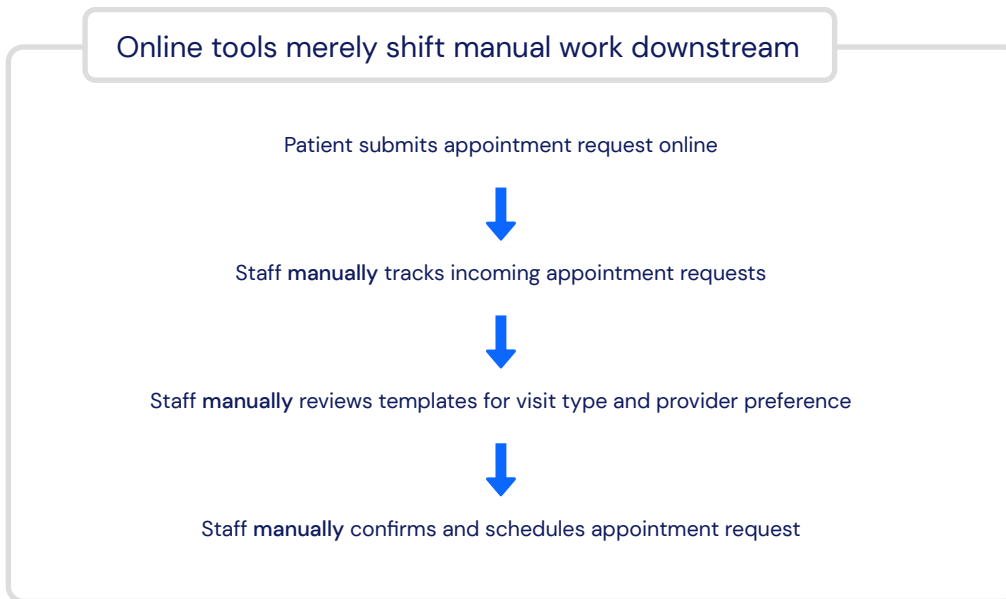 Online tools merely shift manual work downstream
Patient submits appointment request online
Staff manually tracks incoming appointment requests
Staff manually reviews templates for visit type and provider preference
Staff manually confirms and schedules appointment request